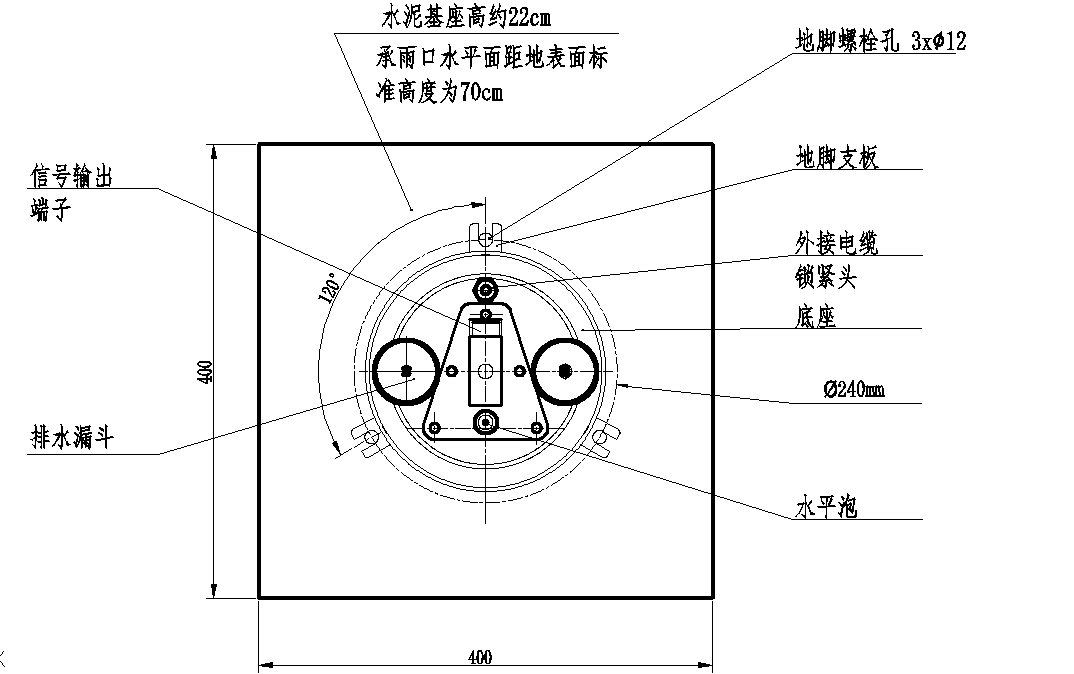 水泥基座高约22cm
承雨口水平面距地表面标
准高度为70cm
地脚螺栓孔 3xØ12
地脚支板
信号输出
端子
外接电缆
锁紧头
底座
120°
400
Ø240mm
排水漏斗
水平泡
400